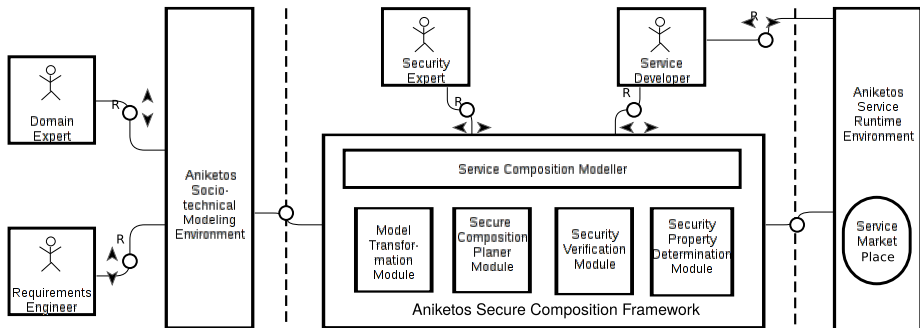 R
Domain
Expert
R
Requirements
Engineer
Aniketos
Socio-
technical
Modeling
Environment
Security
Expert
R
Service
Developer
R
R
Service Composition Modeller
Model
Transfor-
mation
Module
Secure
Composition
Planer
Module
Security
Verification
Module
Security
Property
Determination
Module
Aniketos Secure Composition Framework
Aniketos
Service
Runtime
Environment
Service
Market
Place